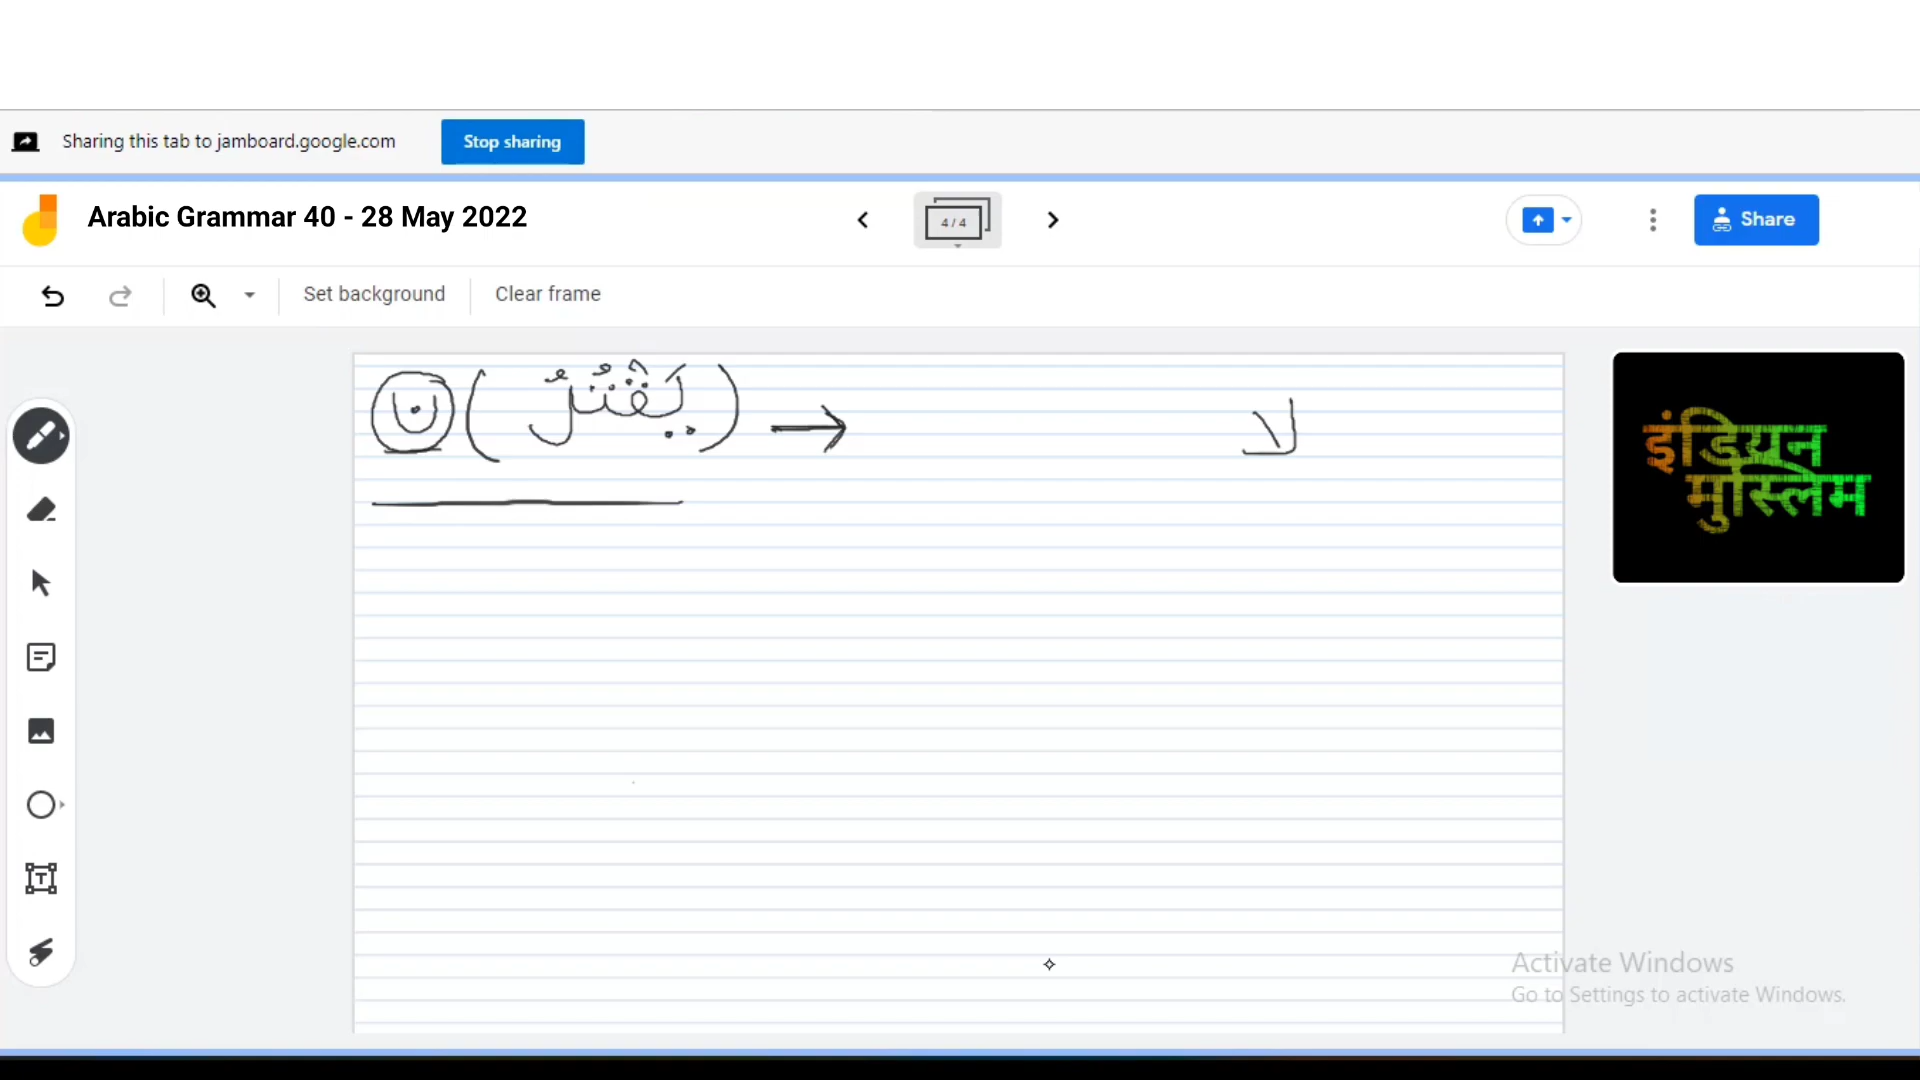 Sharing this tab to jamboard.google.com
Stop sharing
Arabic Grammar 40 - 28 May 2022
4 / 4
Share
Set background
Clear frame
ن (يَقْتُلُ) → لا
इंडियन
मुस्लिम
T
Activate Windows
Go to Settings to activate Windows.